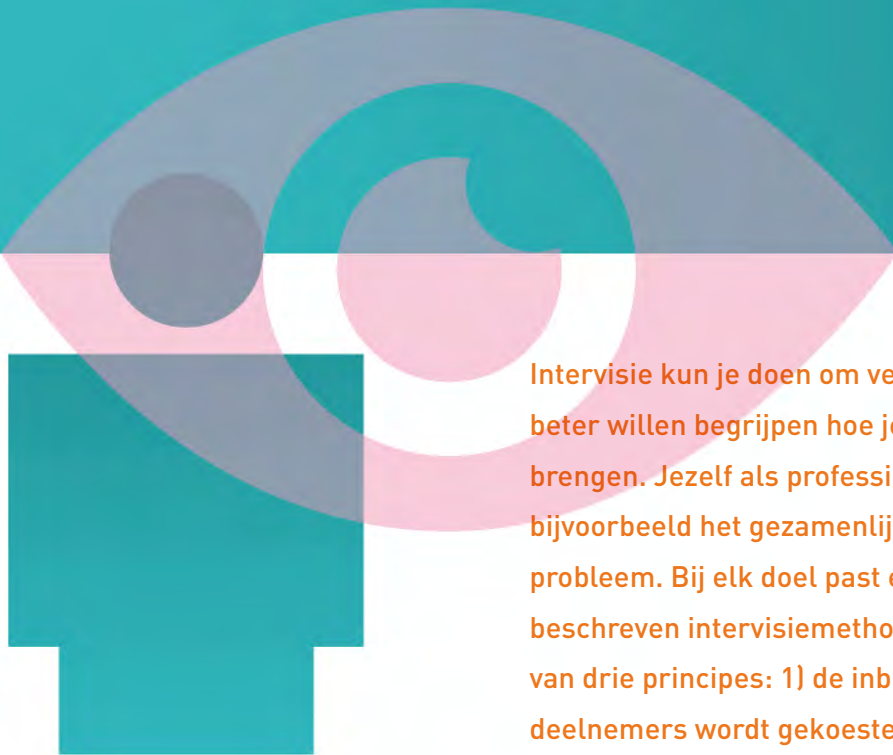 Intervisie kun je doen om ve
beter willen begrijpen hoe je
brengen. Jezelf als professi
bijvoorbeeld het gezamenlij
probleem. Bij elk doel past e
beschreven intervisiemetho
van drie principes: 1) de inb
deelnemers wordt gekoeste